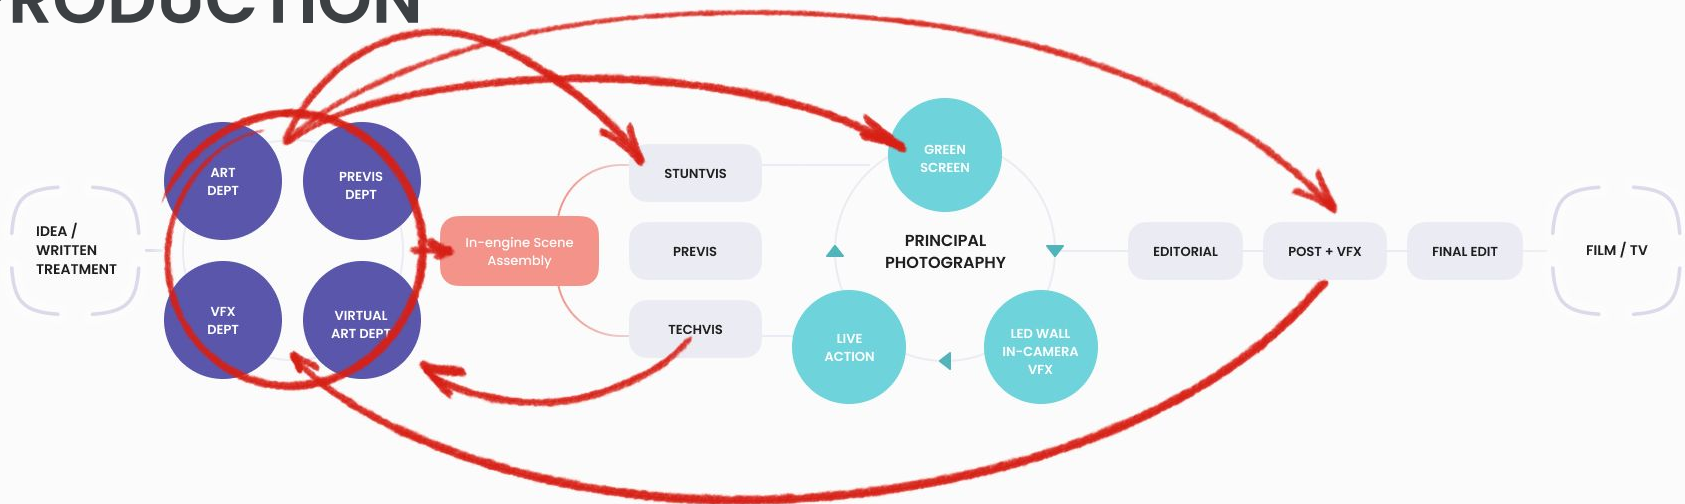 PRODUCTION
IDEA /
WRITTEN
TREATMENT
ART
DEPT
PREVIS
DEPT
VFX
DEPT
VIRTUAL
ART DEPT
In-engine Scene
Assembly
STUNTVIS
PREVIS
TECHVIS
GREEN
SCREEN
PRINCIPAL
PHOTOGRAPHY
LIVE
ACTION
LED WALL
IN-CAMERA
VFX
EDITORIAL
POST + VFX
FINAL EDIT
FILM / TV